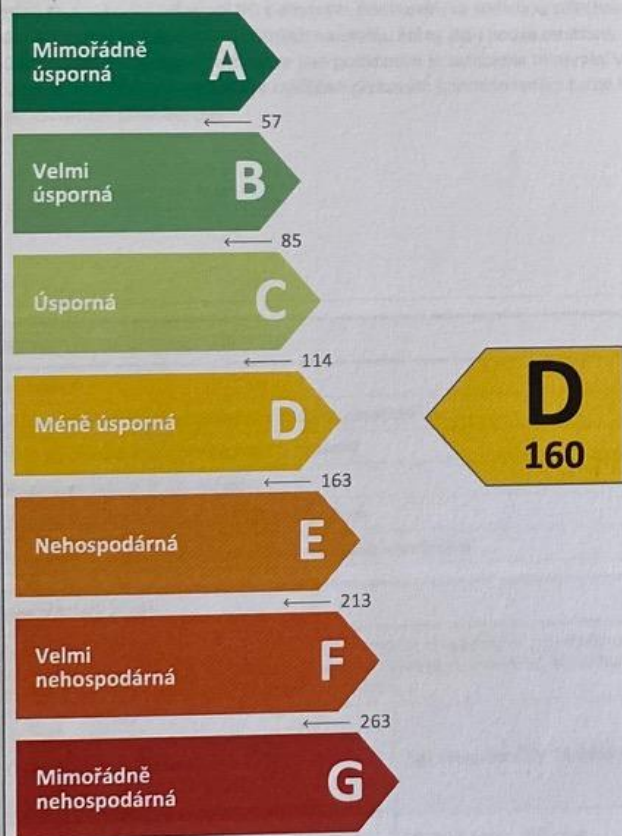 Mimořádně
úsporná
A
57
Velmi
úsporná
B
85
Úsporná
C
114
Méně úsporná
D
163
D
160
Nehospodárná
E
213
Velmi
nehospodárná
F
263
Mimořádně
nehospodárná
G